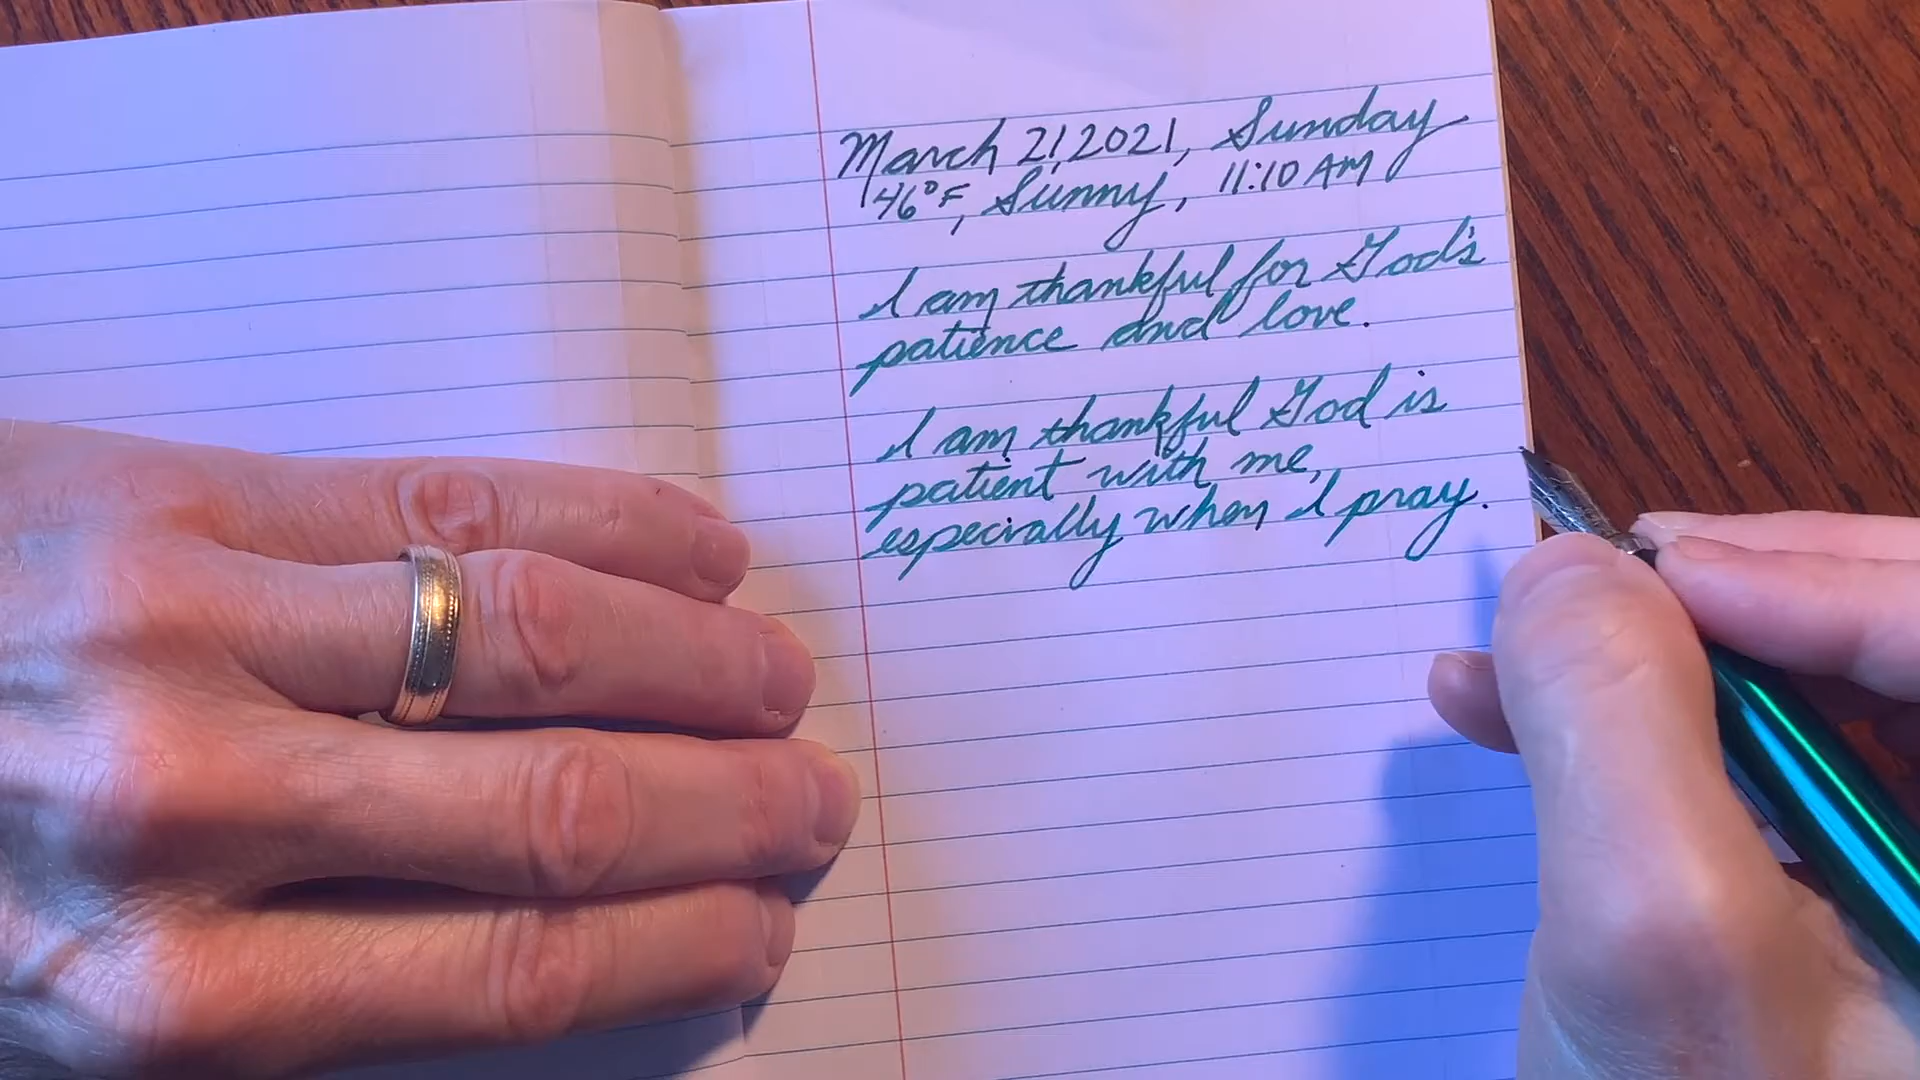 March 21, 2021, Sunday
46°F, Sunny, 11:10 AM
I am thankful for God's
patience and love.
I am thankful God is
patient with me,
especially when I pray.